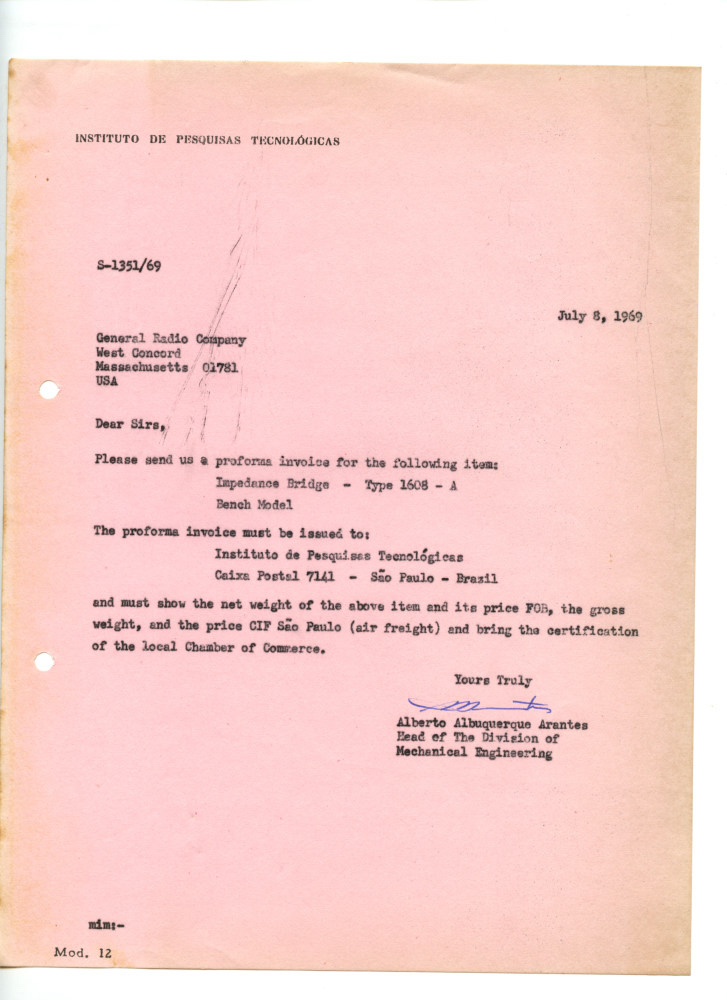 INSTITUTO DE PESQUISAS TECNOLÓGICAS
S-1351/69
July 8, 1969
General Radio Company
West Concord
Massachusetts 01781
USA
Dear Sirs,
Please send us a proforma invoice for the following item:
Impedance Bridge - Type 1608 - A
Bench Model
The proforma invoice must be issued to:
Instituto de Pesquisas Tecnológicas
Caixa Postal 7141 - São Paulo - Brazil
and must show the net weight of the above item and its price FOB, the gross
weight, and the price CIF São Paulo (air freight) and bring the certification
of the local Chamber of Commerce.
Yours Truly
Alberto Albuquerque Arantes
Head of The Division of
Mechanical Engineering
mim:-
Mod. 12